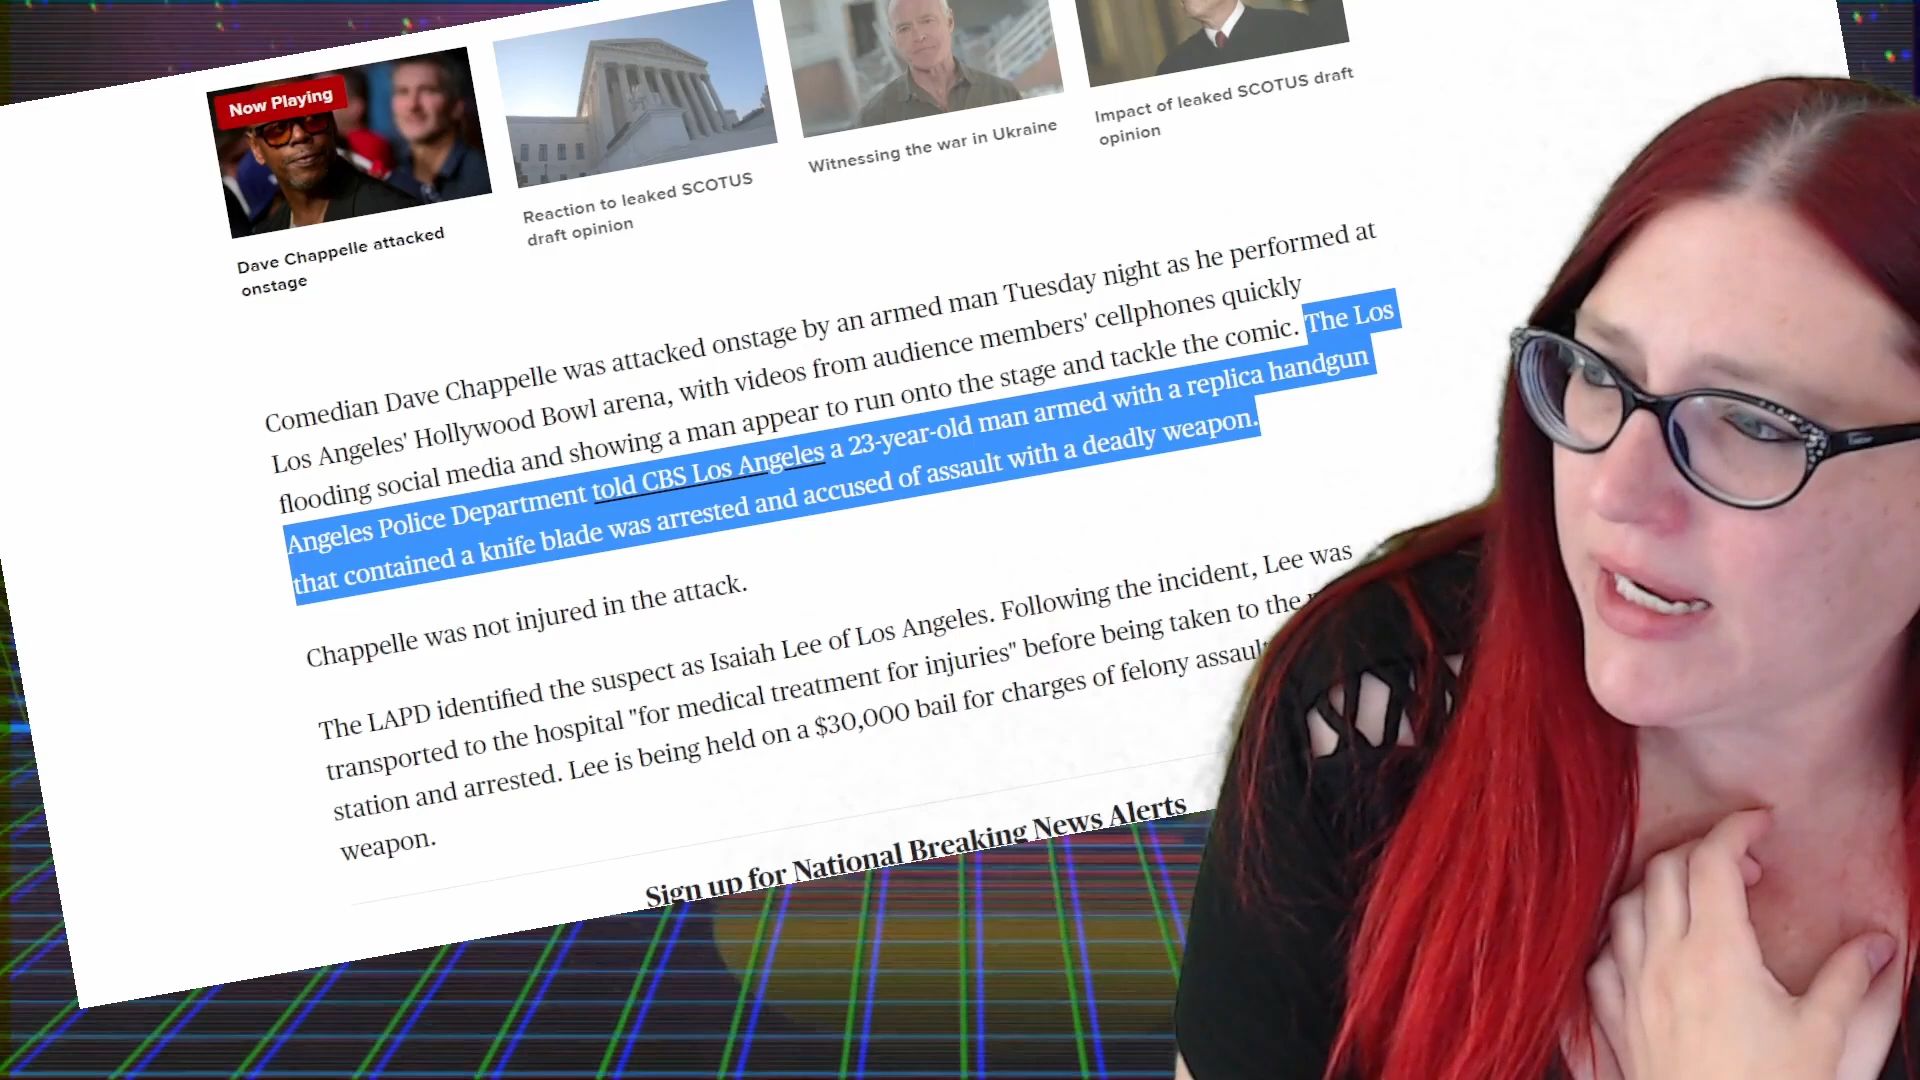 Now Playing
Dave Chappelle attacked
onstage
Reaction to leaked SCOTUS
draft opinion
Witnessing the war in Ukraine
Impact of leaked SCOTUS draft
opinion
Comedian Dave Chappelle was attacked onstage by an armed man Tuesday night as he performed at
Los Angeles' Hollywood Bowl arena, with videos from audience members' cellphones quickly
flooding social media and showing a man appear to run onto the stage and tackle the comic. The Los
Angeles Police Department told CBS Los Angeles a 23-year-old man armed with a replica handgun
that contained a knife blade was arrested and accused of assault with a deadly weapon.
Chappelle was not injured in the attack.
The LAPD identified the suspect as Isaiah Lee of Los Angeles. Following the incident, Lee was
transported to the hospital "for medical treatment for injuries" before being taken to the
station and arrested. Lee is being held on a $30,000 bail for charges of felony assault
weapon.
Sign up for National Breaking News Alerts